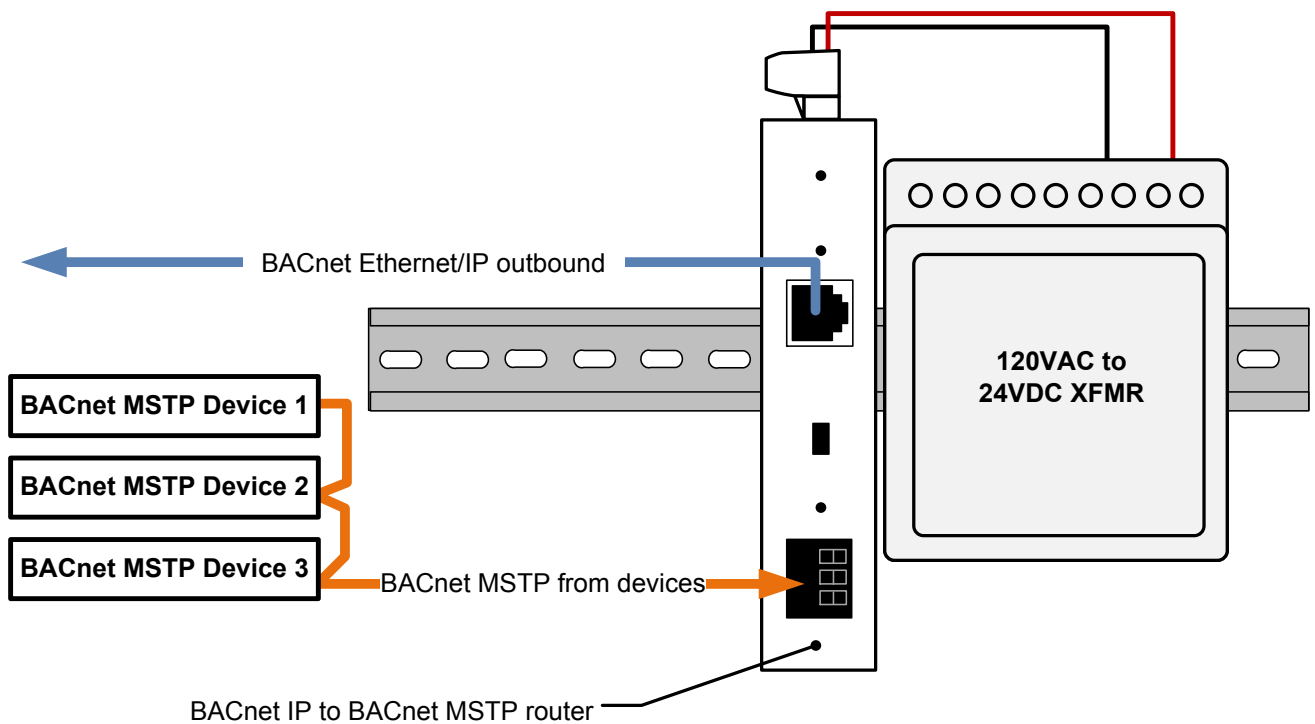 BACnet Ethernet/IP outbound
120VAC to
24VDC XFMR
BACnet MSTP Device 1
BACnet MSTP Device 2
BACnet MSTP Device 3
BACnet MSTP from devices
BACnet IP to BACnet MSTP router